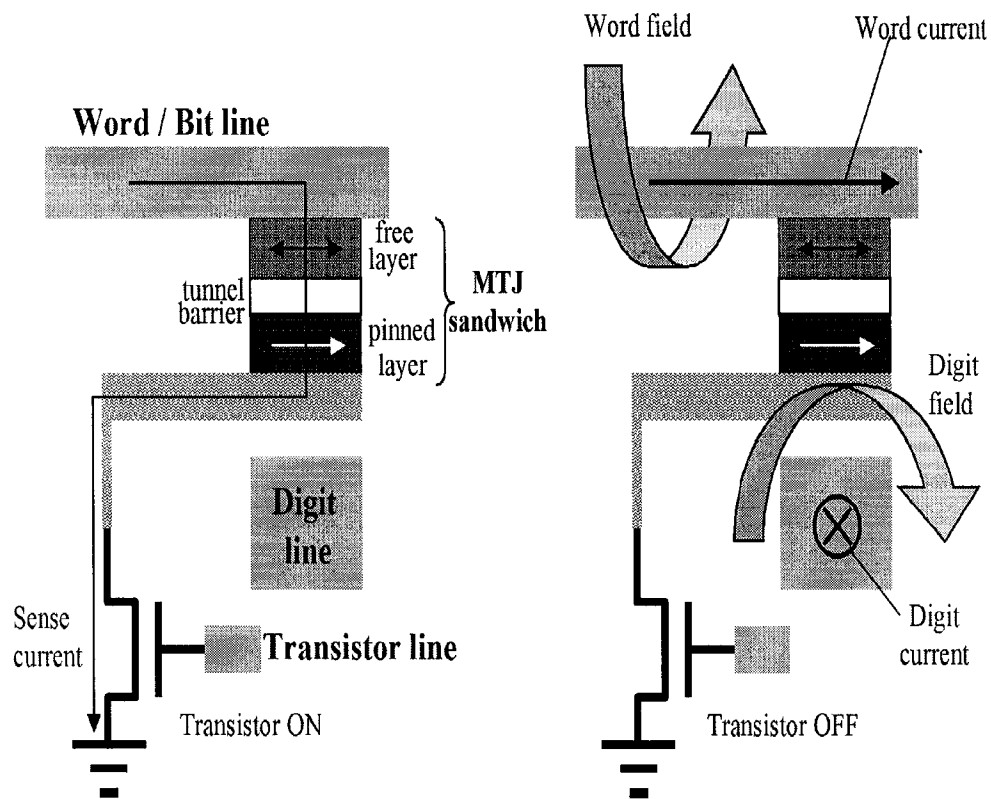 Word / Bit line
free
layer
tunnel
barrier
pinned
layer
MTJ
sandwich
Digit
line
Sense
current
Transistor line
Transistor ON
Word field
Word current
Digit
field
Digit
current
Transistor OFF